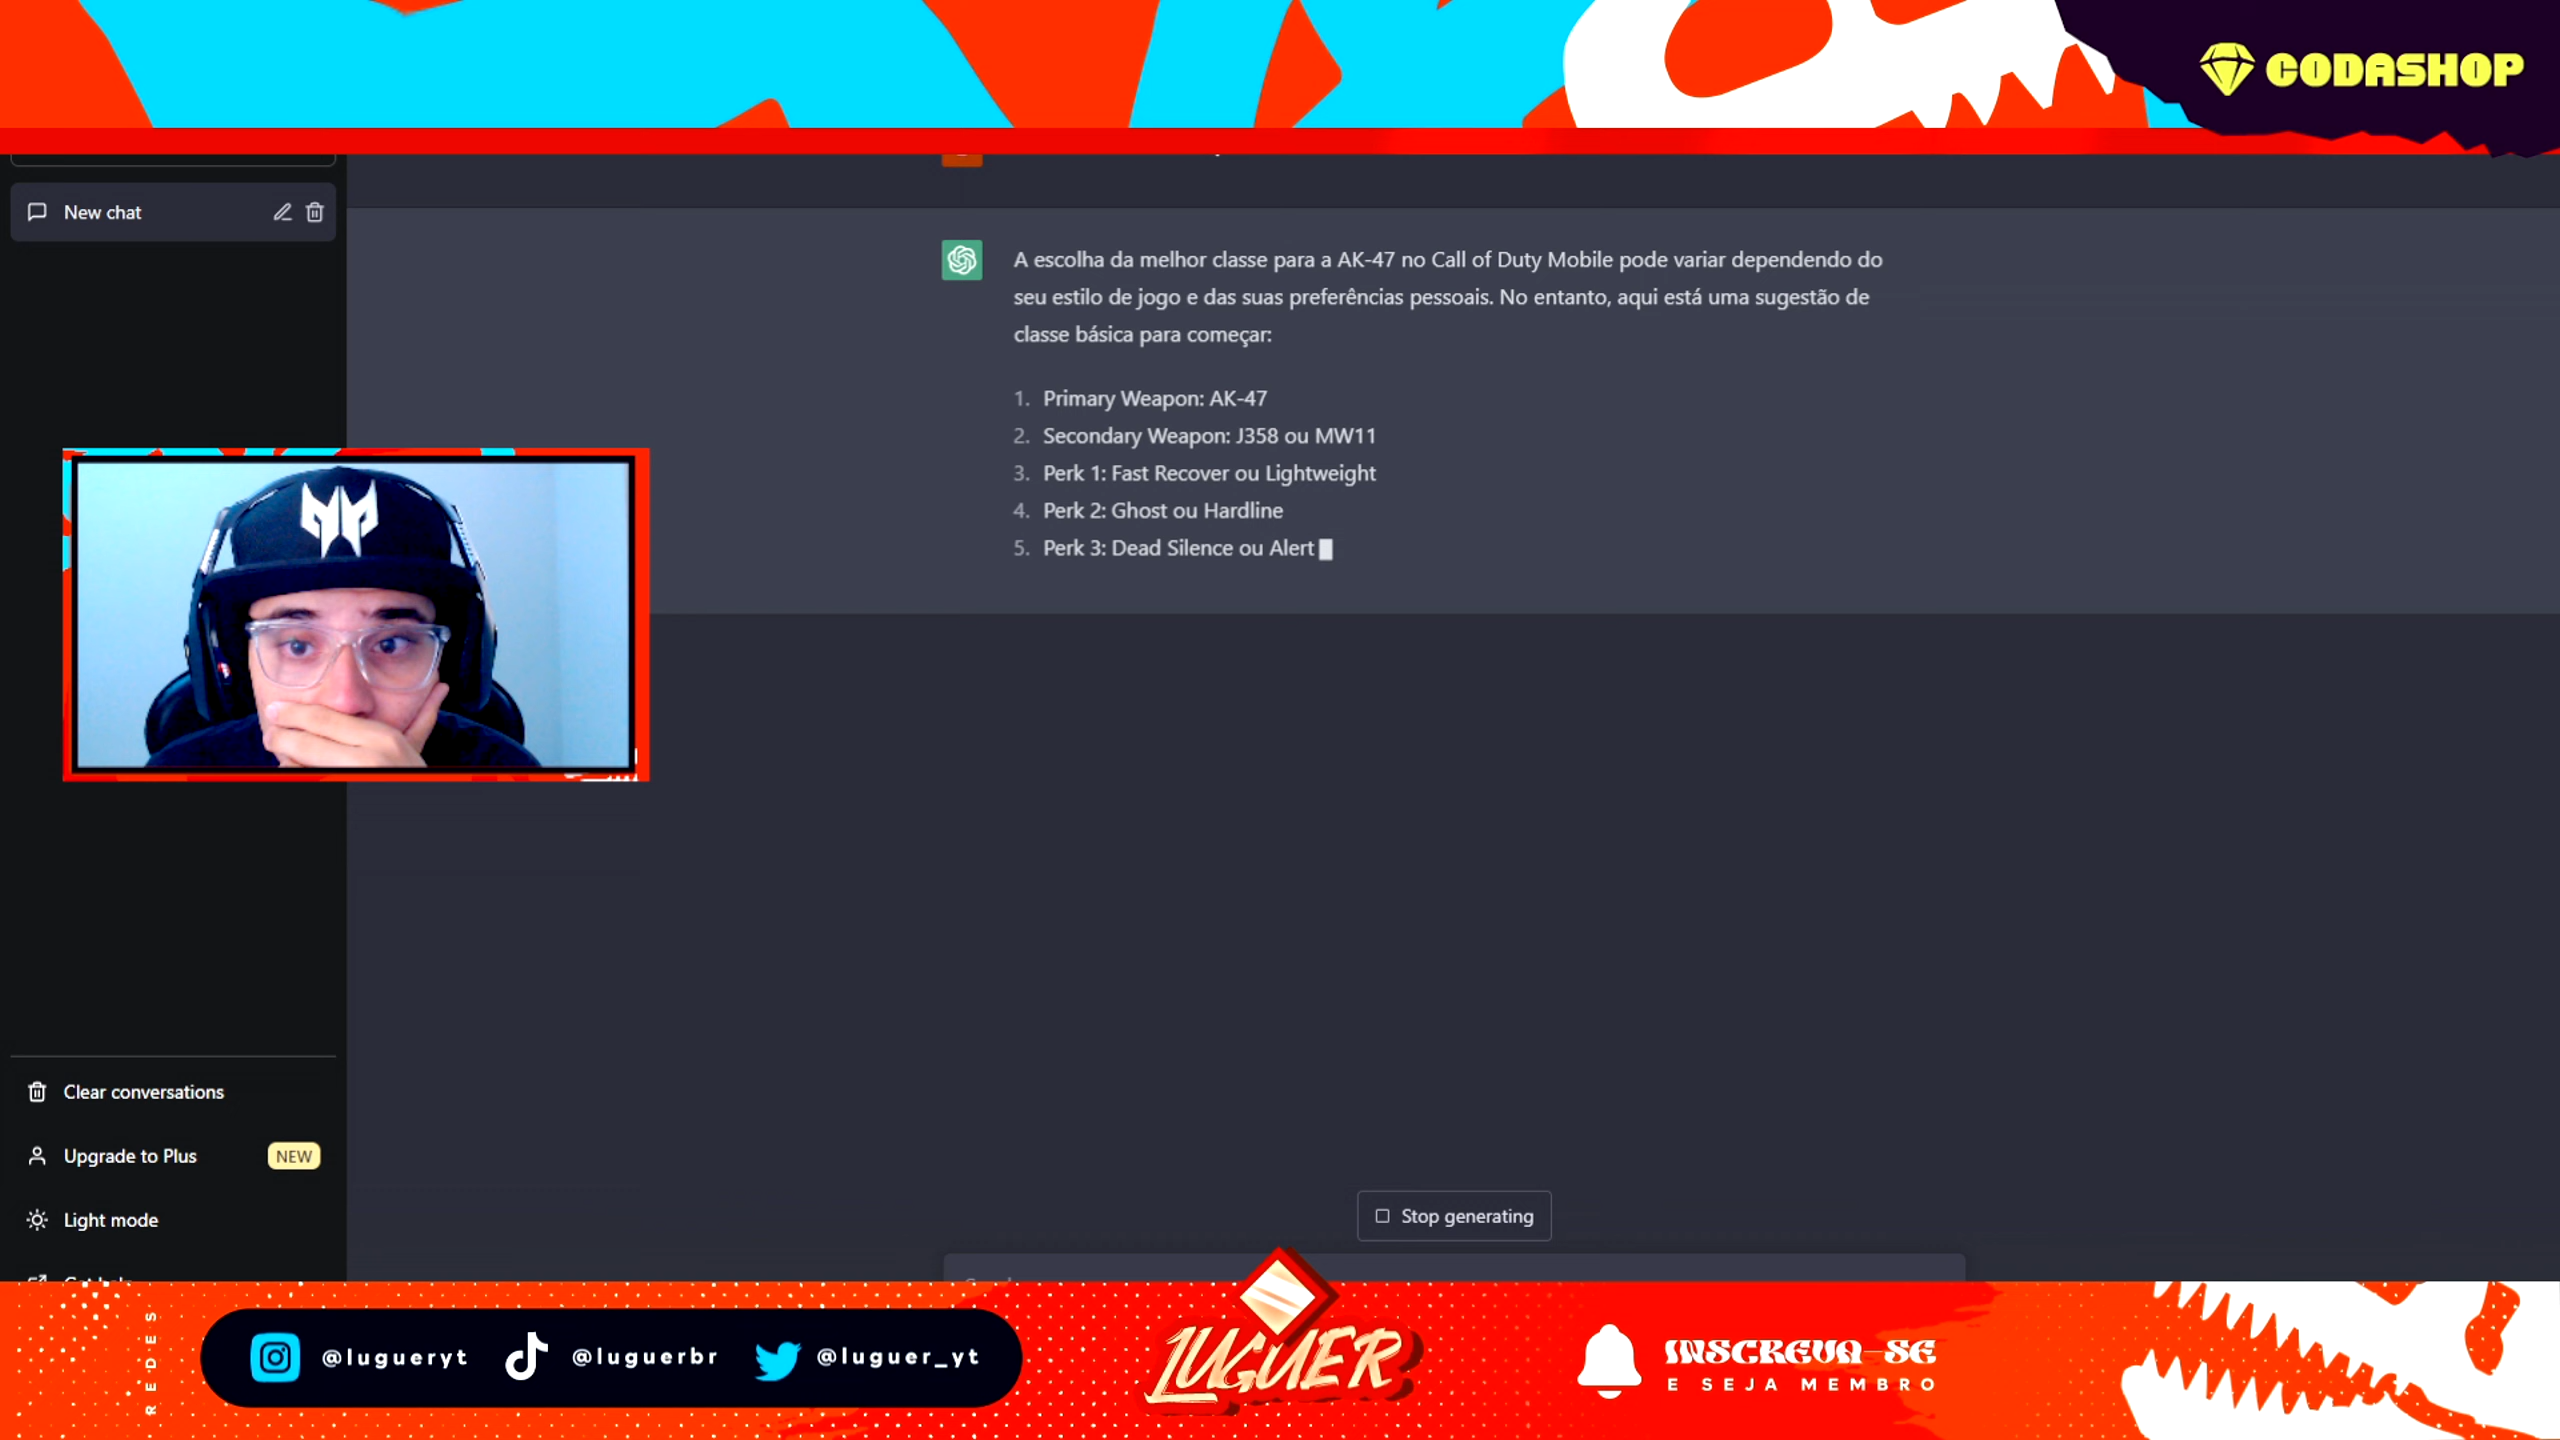 CODASHOP
New chat
A escolha da melhor classe para a AK-47 no Call of Duty Mobile pode variar dependendo do
seu estilo de jogo e das suas preferências pessoais. No entanto, aqui está uma sugestão de
classe básica para começar:
1. Primary Weapon: AK-47
2. Secondary Weapon: J358 ou MW11
3. Perk 1: Fast Recover ou Lightweight
4. Perk 2: Ghost ou Hardline
5. Perk 3: Dead Silence ou Alert
Clear conversations
Upgrade to Plus NEW
Light mode
Stop generating
REDES
@lugueryt @luguerbr @luguer_yt
LUGUER
INSCREVA-SE
E SEJA MEMBRO